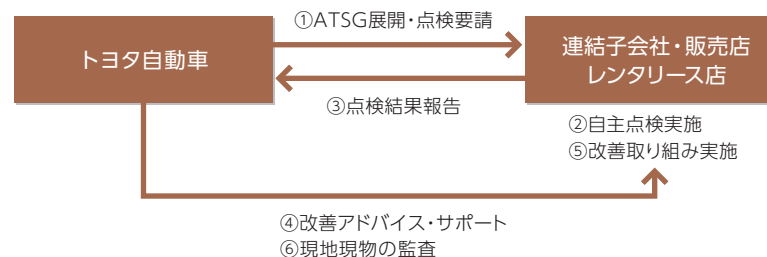 ①ATSG展開・点検要請
トヨタ自動車
連結子会社・販売店
レンタリース店
③点検結果報告
②自主点検実施
⑤改善取り組み実施
④改善アドバイス・サポート
⑥現地現物の監査